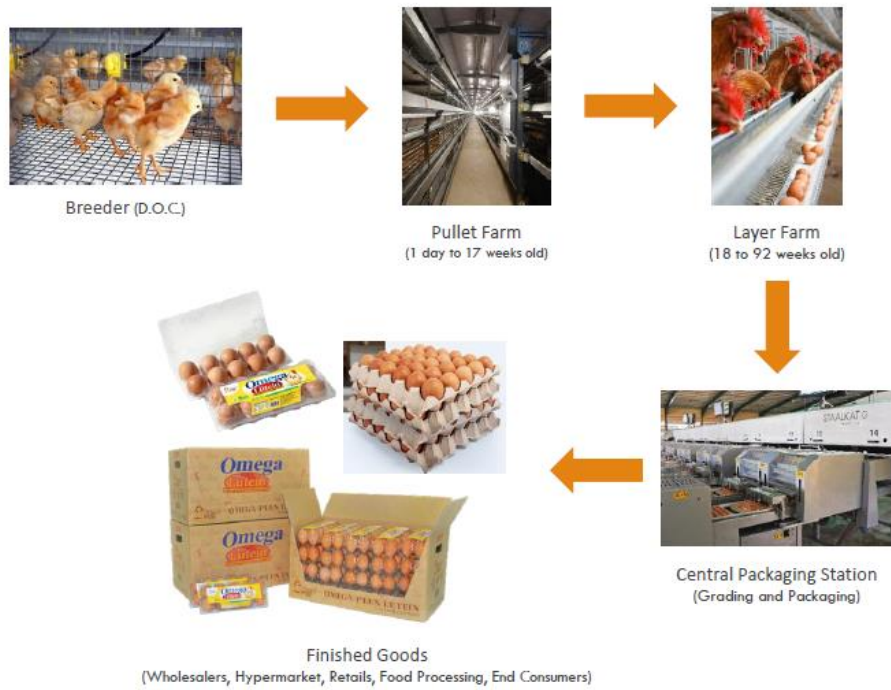 Breeder (D.O.C.)
Pullet Farm
(1 day to 17 weeks old)
Layer Farm
(18 to 92 weeks old)
STAALKAT
14
Omega
Omega
Lutein
Omega
Lutein
OMEGA PLUS LUTEIN
Central Packaging Station
(Grading and Packaging)
Finished Goods
(Wholesalers, Hypermarket, Retails, Food Processing, End Consumers)